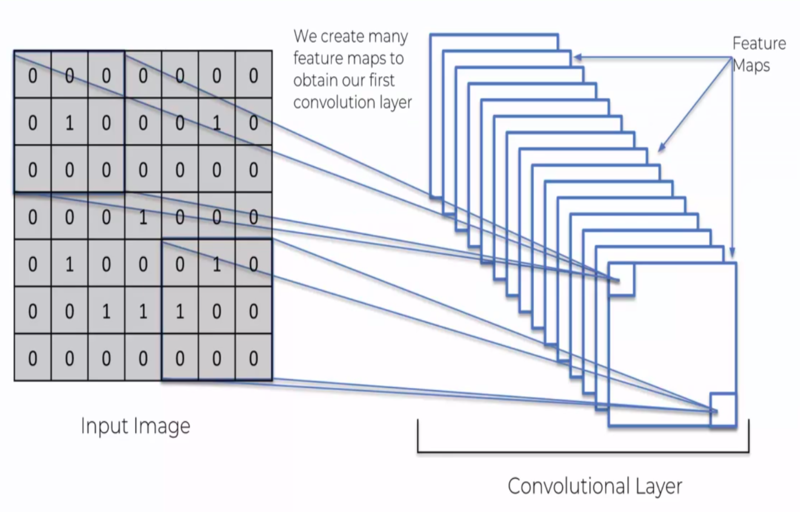 We create many
feature maps to
obtain our first
convolution layer
Feature
Maps
0 0 0 0 0 0 0
0 1 0 0 0 1 0
0 0 0 0 0 0 0
0 0 0 1 0 0 0
0 1 0 0 0 1 0
0 0 1 1 1 0 0
0 0 0 0 0 0 0
Input Image
Convolutional Layer